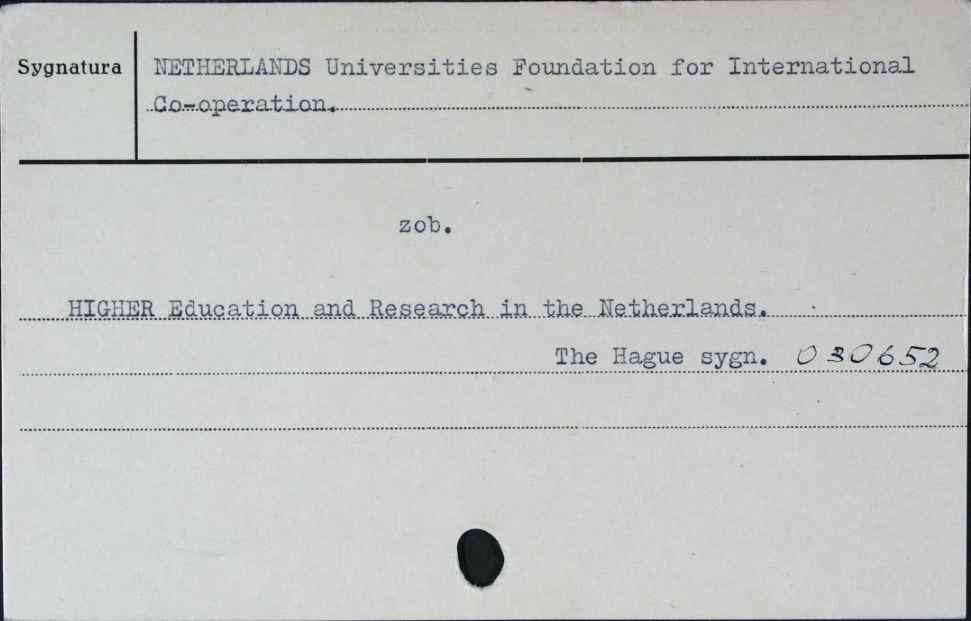 Sygnatura
NETHERLANDS Universities Foundation for International
Co-operation.
zob.
HIGHER Education and Research in the Netherlands.
The Hague sygn. 030652